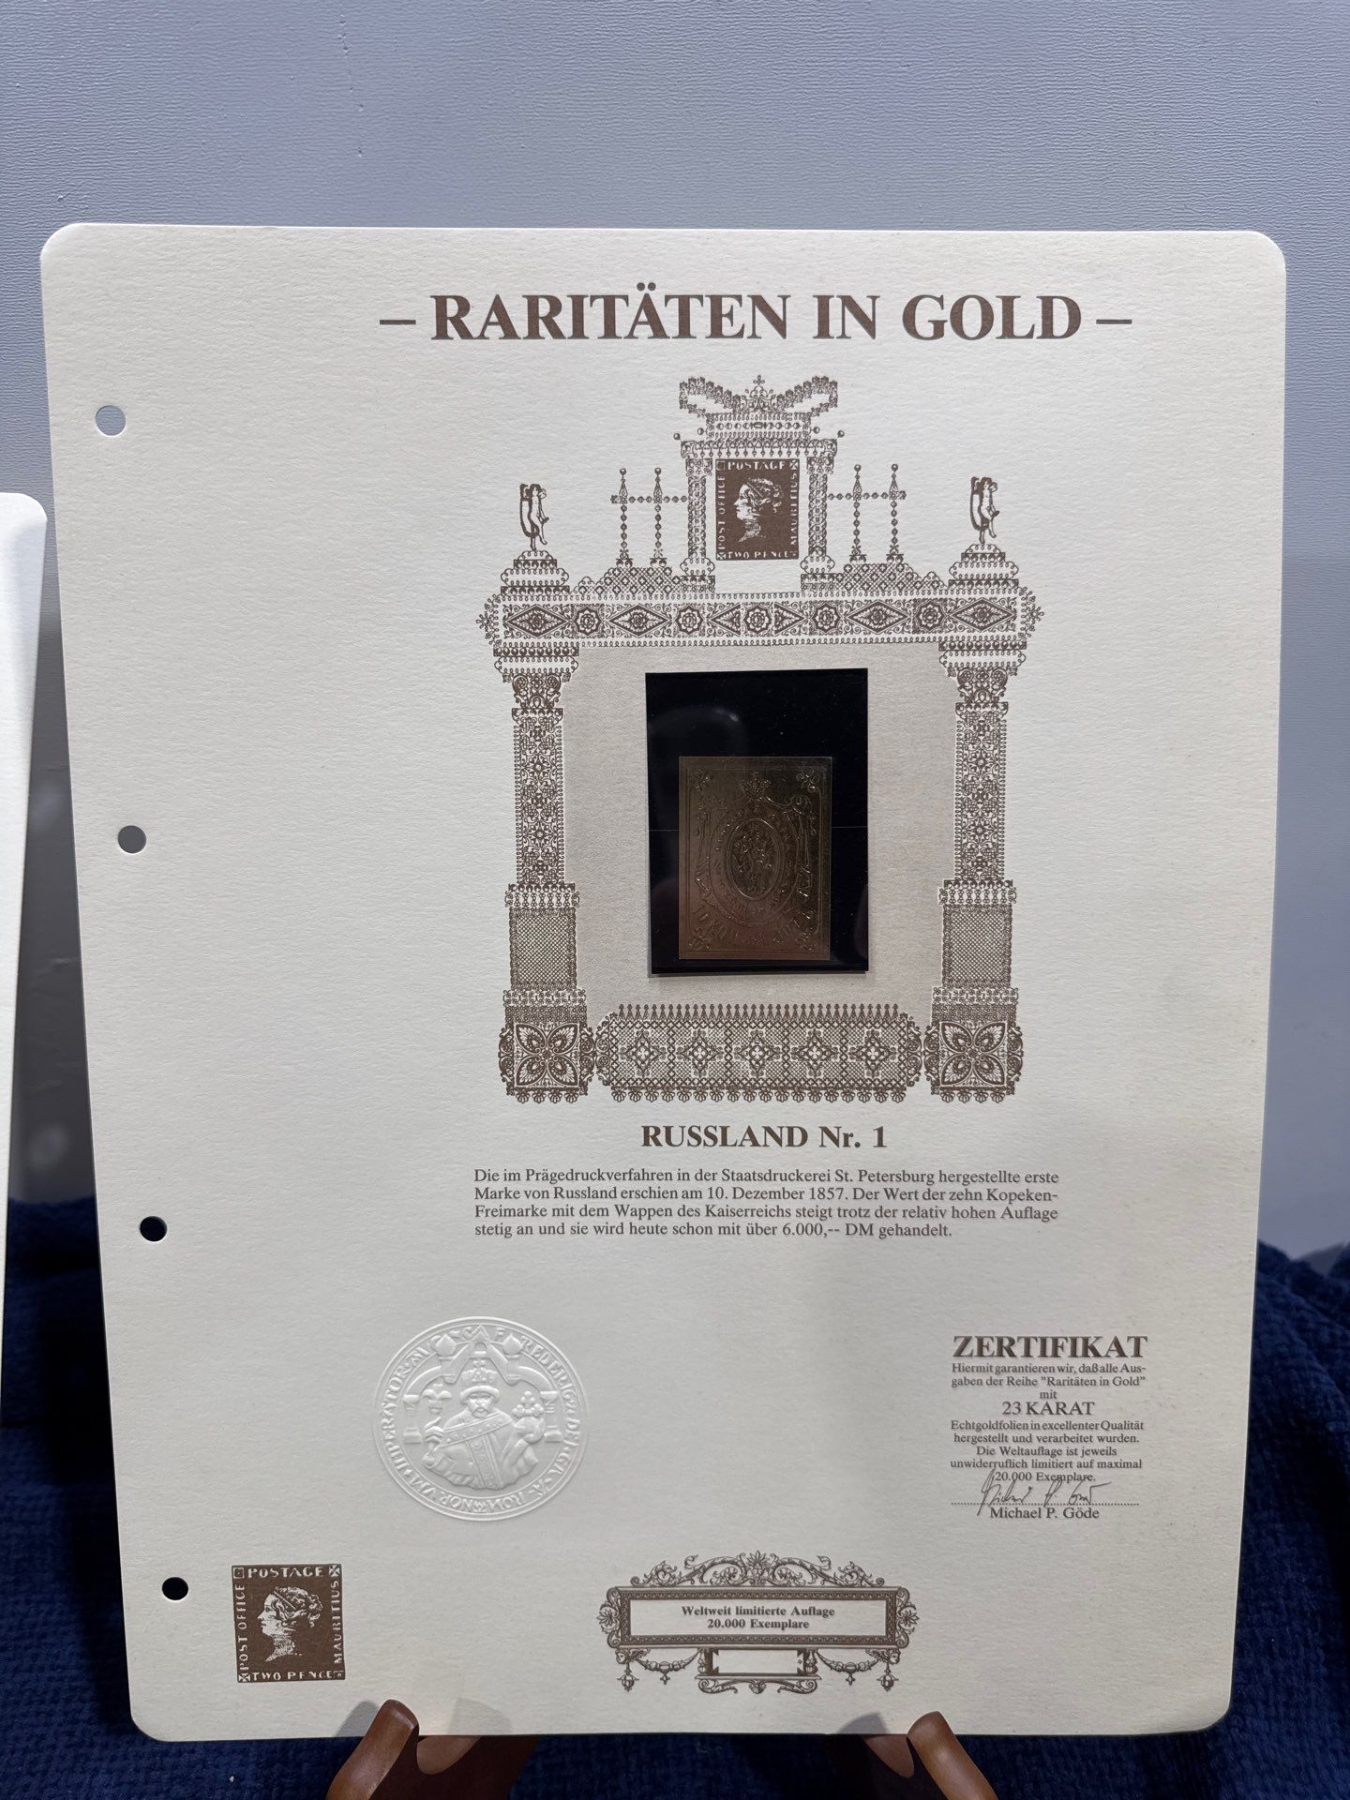 – RARITÄTEN IN GOLD –
POSTAGE
POST OFFICE
MAURITIUS
TWO PENCE
RUSSLAND Nr. 1
Die im Prägedruckverfahren in der Staatsdruckerei St. Petersburg hergestellte erste
Marke von Russland erschien am 10. Dezember 1857. Der Wert der zehn Kopeken-
Freimarke mit dem Wappen des Kaiserreichs steigt trotz der relativ hohen Auflage
stetig an und sie wird heute schon mit über 6.000,-- DM gehandelt.
ZERTIFIKAT
Hiermit garantieren wir, daß alle Aus-
gaben der Reihe "Raritäten in Gold"
mit
23 KARAT
Echtgoldfolien in excellenter Qualität
hergestellt und verarbeitet wurden.
Die Weltauflage ist jeweils
unwiderruflich limitiert auf maximal
20.000 Exemplare.
Michael P. Göde
POSTAGE
POST OFFICE
MAURITIUS
TWO PENCE
Weltweit limitierte Auflage
20.000 Exemplare